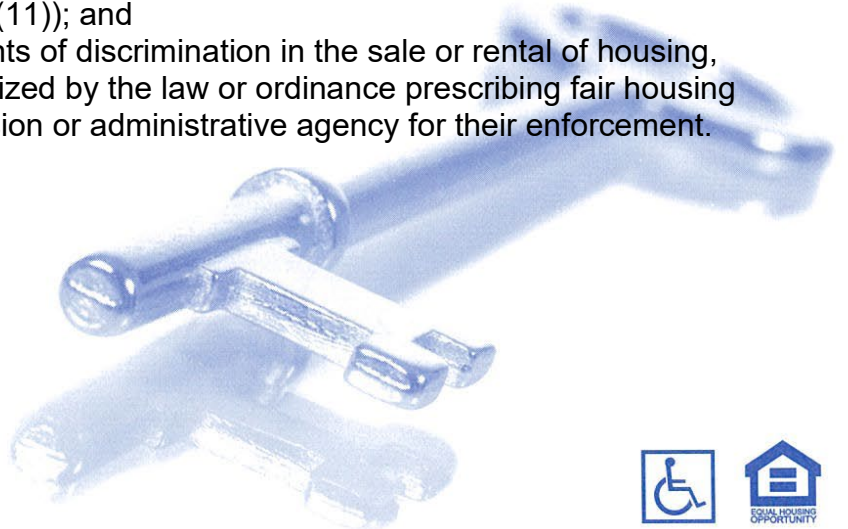 (11)); and
nts of discrimination in the sale or rental of housing,
ized by the law or ordinance prescribing fair housing
ion or administrative agency for their enforcement.
EQUAL HOUSING
OPPORTUNITY